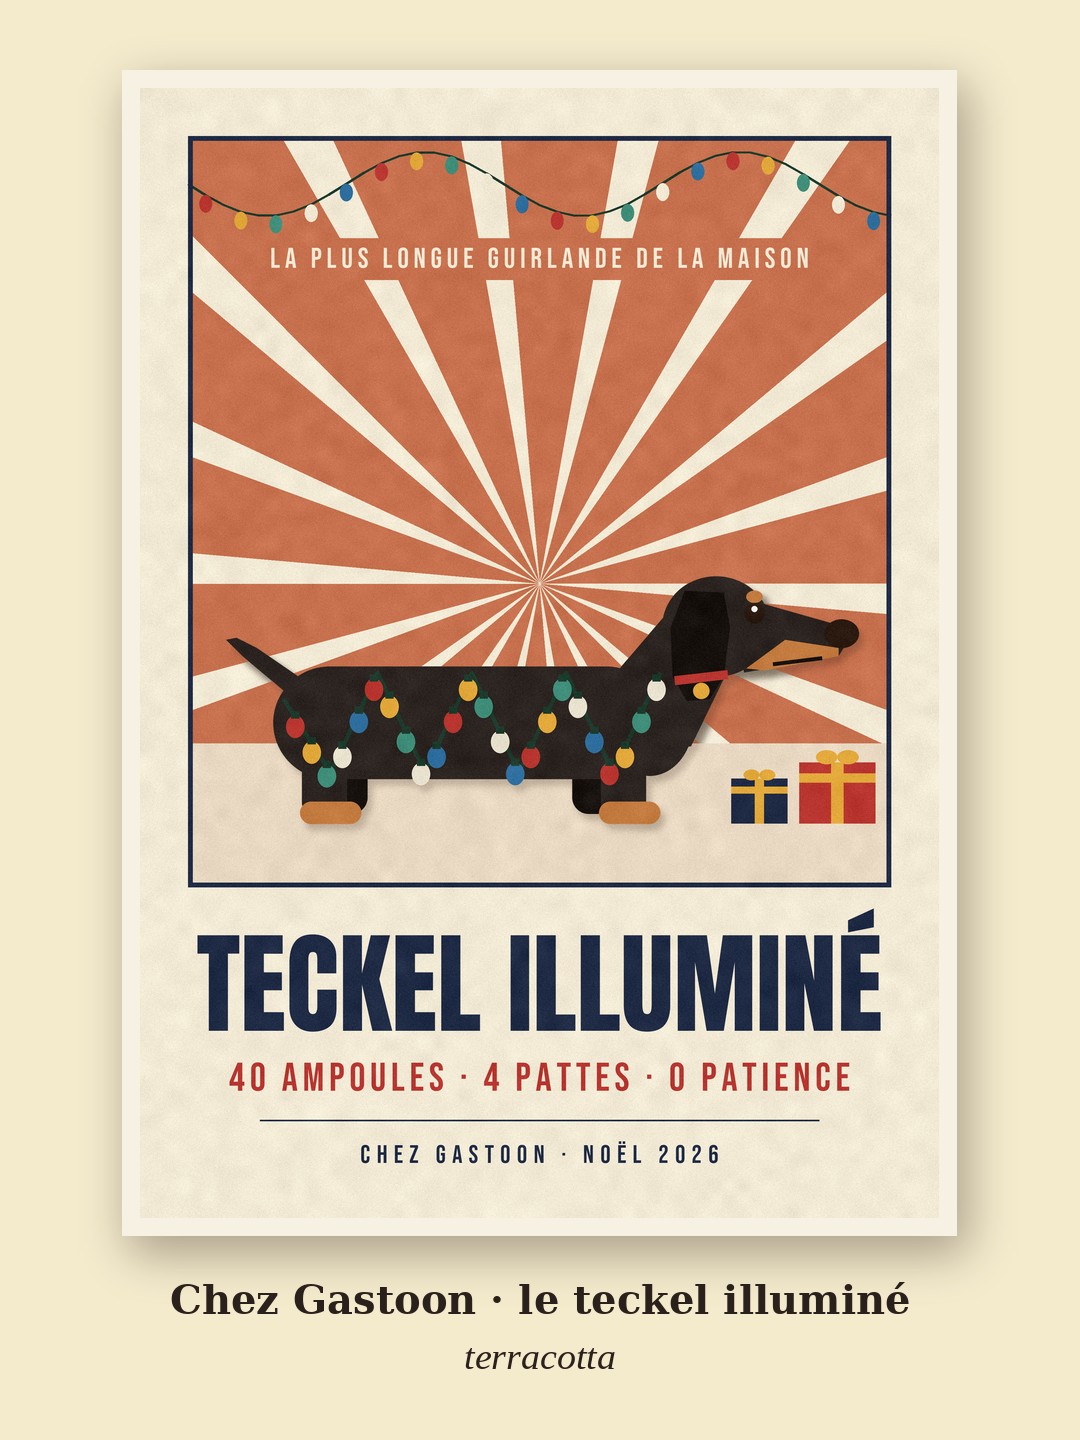 LA PLUS LONGUE GUIRLANDE DE LA MAISON
TECKEL ILLUMINÉ
40 AMPOULES · 4 PATTES · 0 PATIENCE
CHEZ GASTOON · NOËL 2026
Chez Gastoon · le teckel illuminé
terracotta